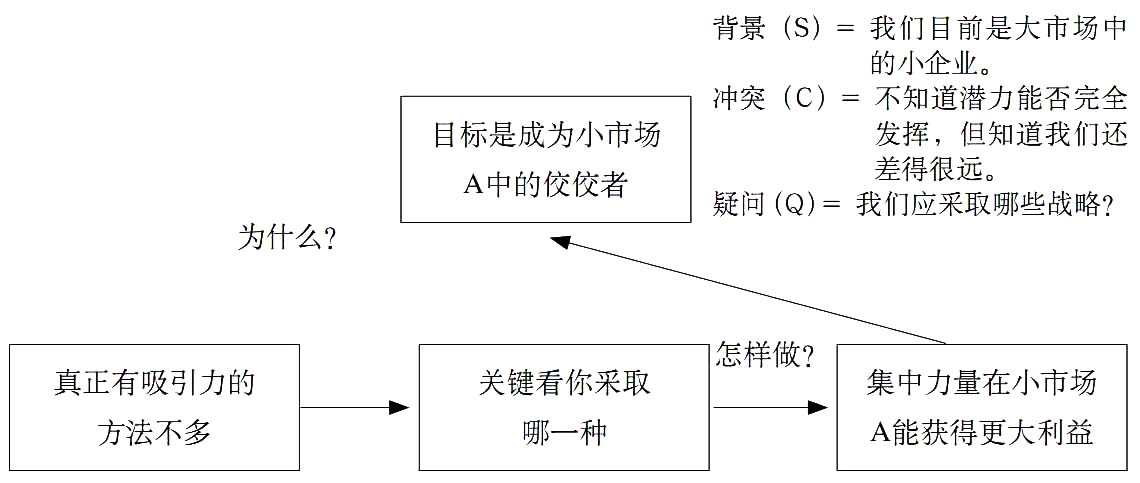 背景（S）= 我们目前是大市场中
的小企业。
冲突（C）= 不知道潜力能否完全
发挥，但知道我们还
差得很远。
疑问（Q）= 我们应采取哪些战略？
目标是成为小市场
A中的佼佼者
为什么？
怎样做？
真正有吸引力的
方法不多
关键看你采取
哪一种
集中力量在小市场
A能获得更大利益